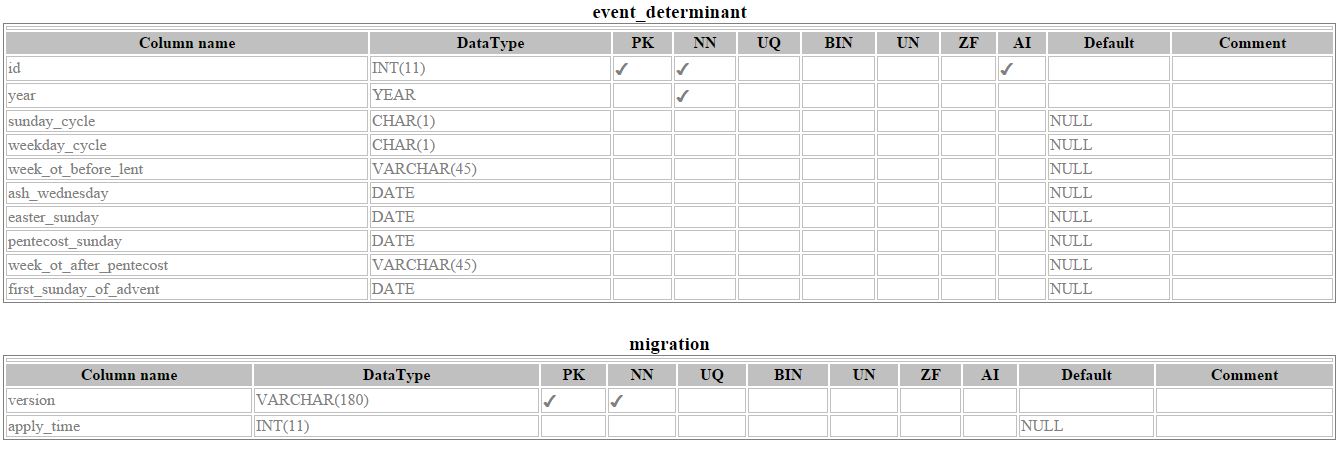 event_determinant
Column name DataType PK NN UQ BIN UN ZF AI Default Comment
id INT(11) ✓ ✓ ✓
year YEAR ✓
sunday_cycle CHAR(1) NULL
weekday_cycle CHAR(1) NULL
week_ot_before_lent VARCHAR(45) NULL
ash_wednesday DATE NULL
easter_sunday DATE NULL
pentecost_sunday DATE NULL
week_ot_after_pentecost VARCHAR(45) NULL
first_sunday_of_advent DATE NULL
migration
Column name DataType PK NN UQ BIN UN ZF AI Default Comment
version VARCHAR(180) ✓ ✓
apply_time INT(11) NULL